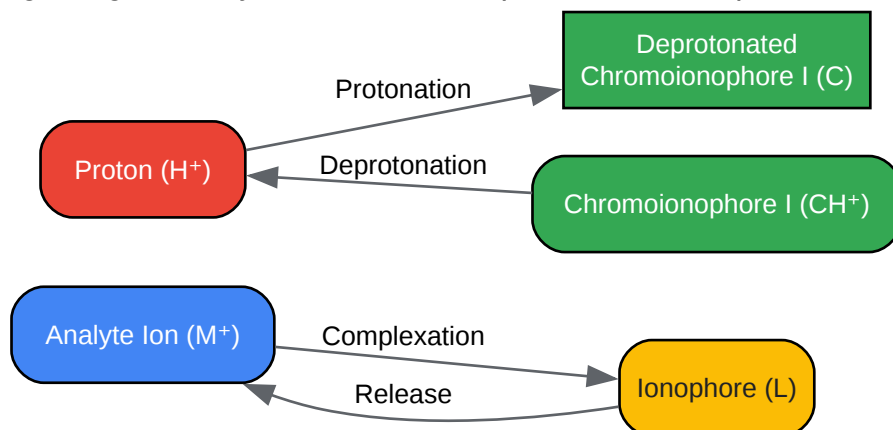 Deprotonated
Chromoionophore I (C)
Protonation
Proton (H⁺)
Deprotonation
Chromoionophore I (CH⁺)
Analyte Ion (M⁺)
Complexation
Release
Ionophore (L)